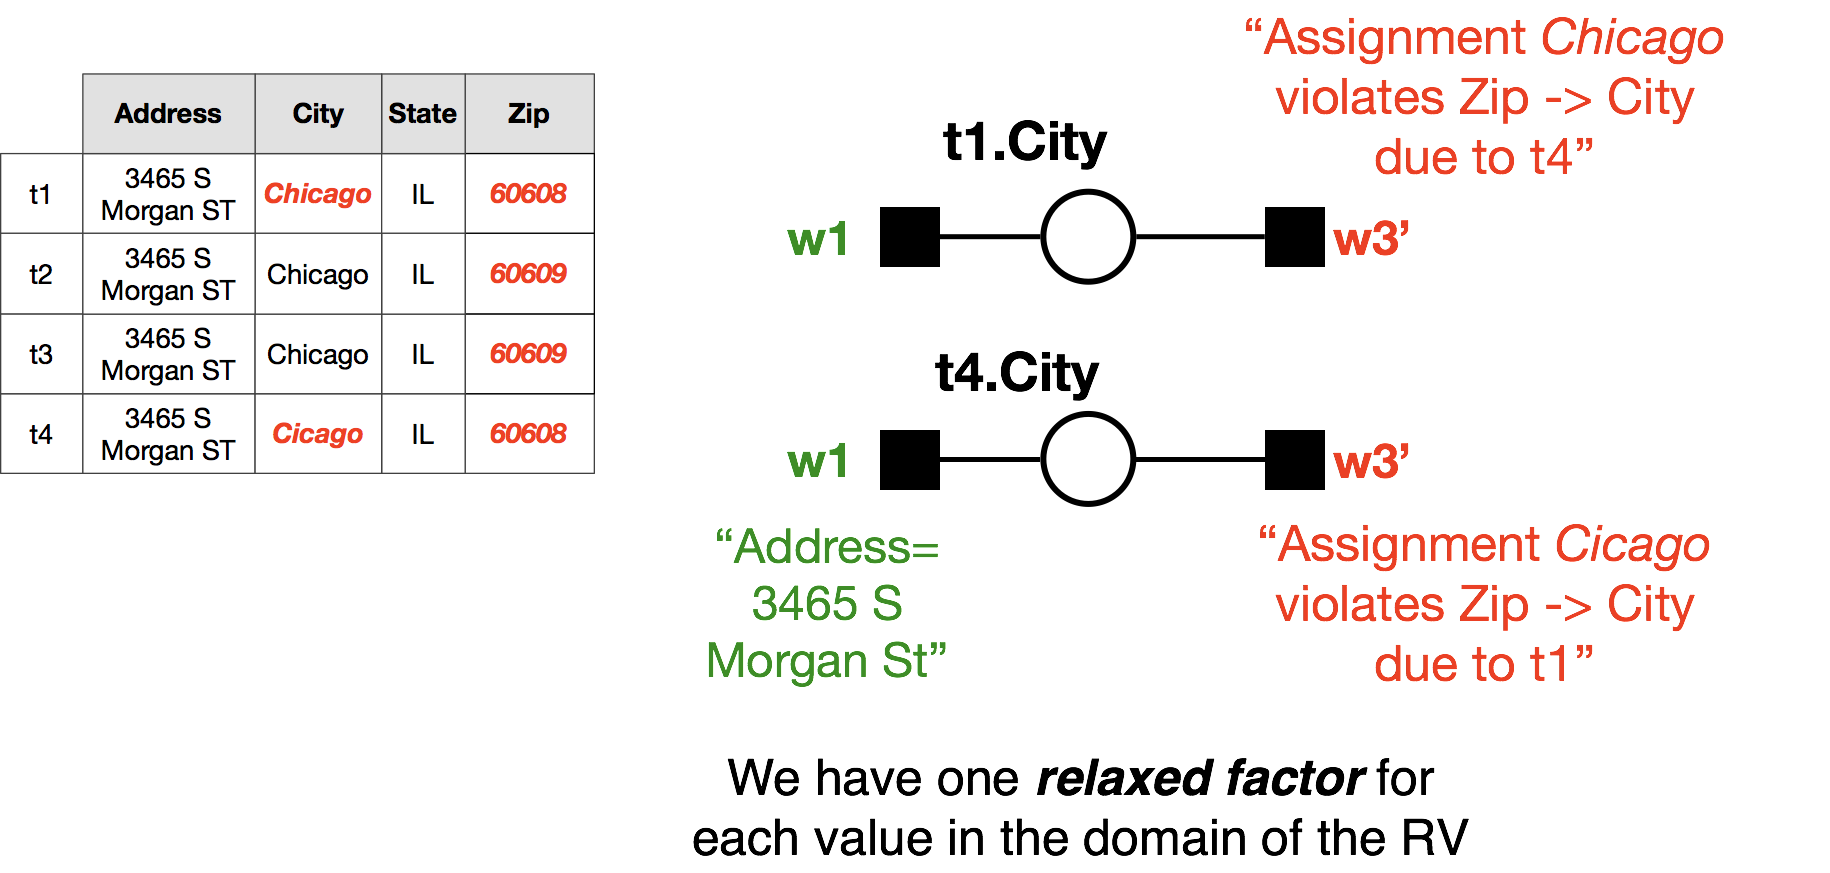 Address City State Zip
t1 3465 S Morgan ST Chicago IL 60608
t2 3465 S Morgan ST Chicago IL 60609
t3 3465 S Morgan ST Chicago IL 60609
t4 3465 S Morgan ST Cicago IL 60608
“Assignment Chicago
violates Zip -> City
due to t4”
t1.City
w1 w3’
t4.City
w1 w3’
“Address=
3465 S
Morgan St”
“Assignment Cicago
violates Zip -> City
due to t1”
We have one relaxed factor for
each value in the domain of the RV